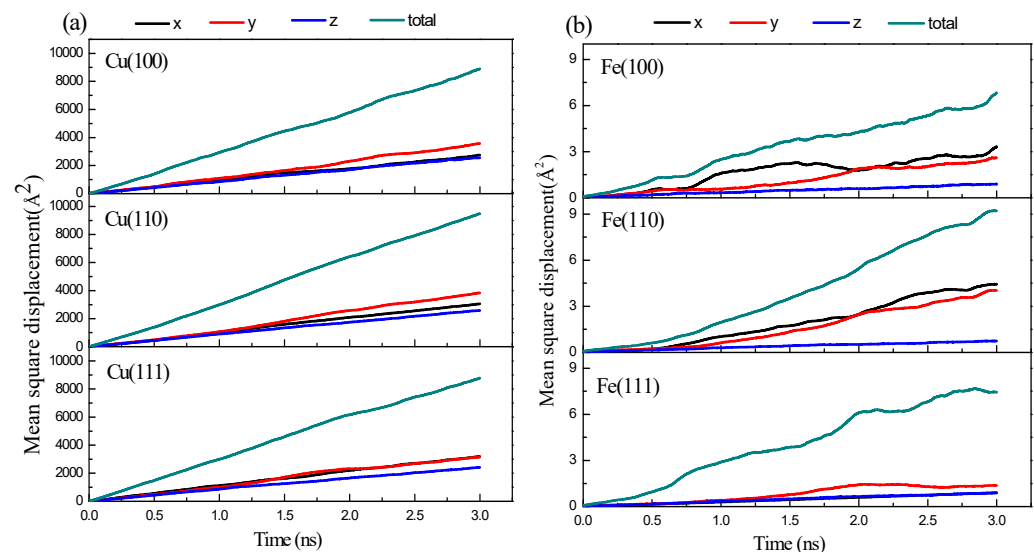 (a)
x y z total
10000
Cu(100)
8000
6000
4000
2000
0
10000
Cu(110)
8000
6000
4000
2000
0
10000
Cu(111)
8000
6000
4000
2000
0
0.0 0.5 1.0 1.5 2.0 2.5 3.0
Time (ns)
Mean square displacement(Å²)
(b)
x y z total
9
Fe(100)
6
3
0
9
Fe(110)
6
3
0
9
Fe(111)
6
3
0
0.0 0.5 1.0 1.5 2.0 2.5 3.0
Time (ns)
Mean square displacement(Å²)